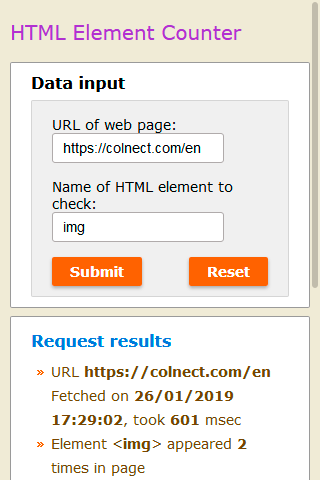 HTML Element Counter
Data input
URL of web page:
https://colnect.com/en
Name of HTML element to
check:
img
Submit Reset
Request results
» URL https://colnect.com/en
Fetched on 26/01/2019
17:29:02, took 601 msec
» Element <img> appeared 2
times in page